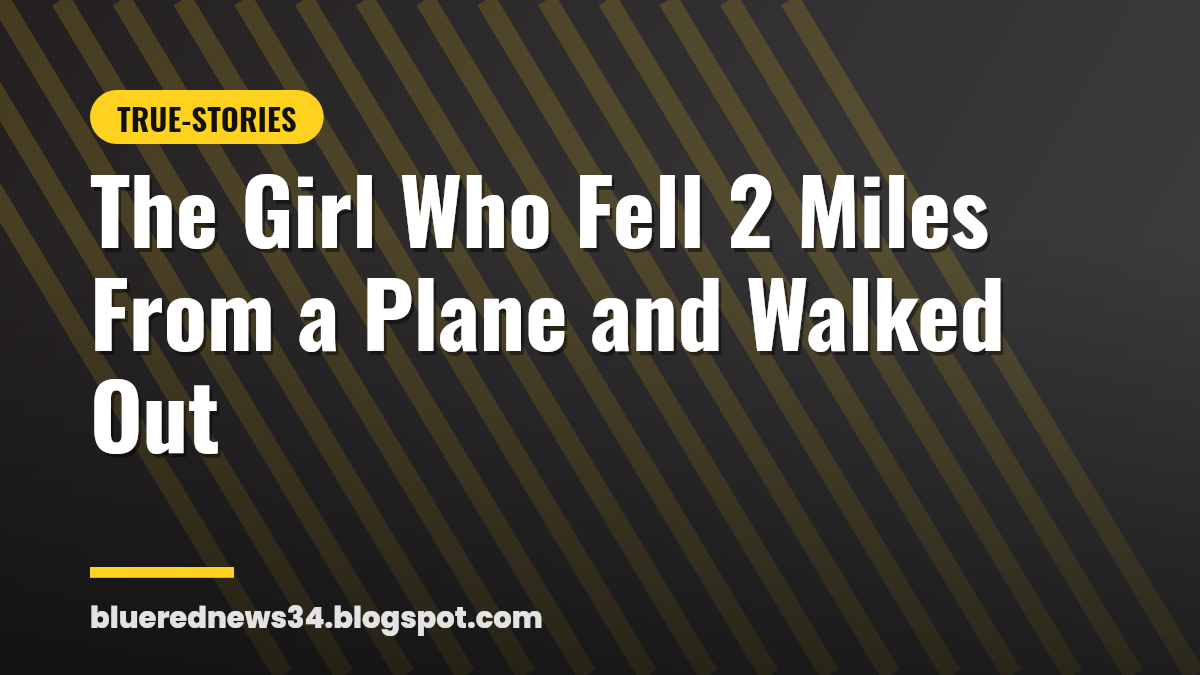 TRUE-STORIES
The Girl Who Fell 2 Miles
From a Plane and Walked
Out
bluerednews34.blogspot.com